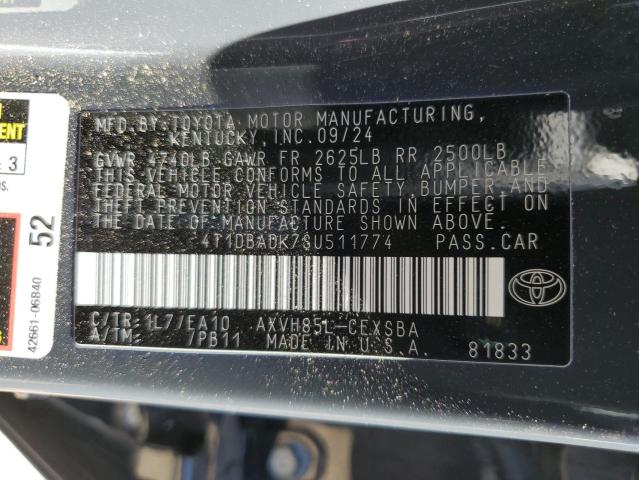 MFD.BY:TOYOTA MOTOR MANUFACTURING,
KENTUCKY, INC. 09/24
GVWR 4740LB GAWR FR 2625LB RR 2500LB
THIS VEHICLE CONFORMS TO ALL APPLICABLE
FEDERAL MOTOR VEHICLE SAFETY, BUMPER AND
THEFT PREVENTION STANDARDS IN EFFECT ON
THE DATE OF MANUFACTURE SHOWN ABOVE.
4T1DBADK7SU511774 PASS.CAR
C/TR 1L7/EA10 AXVH85L-CEXSBA
A/TM 7PB11 MADE IN U.S.A. 81833
3
52
42661-06B40